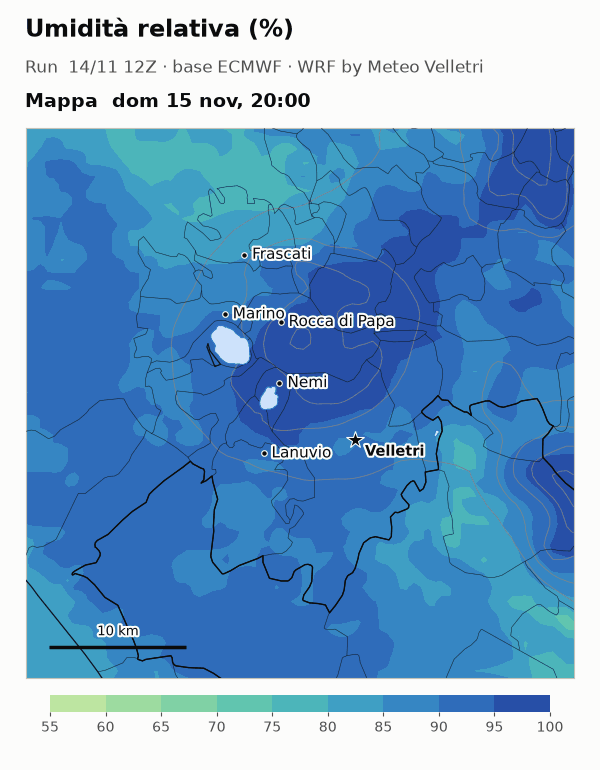 Umidità relativa (%)
Run  14/11 12Z · base ECMWF · WRF by Meteo Velletri
Mappa  dom 15 nov, 20:00
Frascati
Marino
Rocca di Papa
Nemi
Velletri
Lanuvio
10 km
55 60 65 70 75 80 85 90 95 100